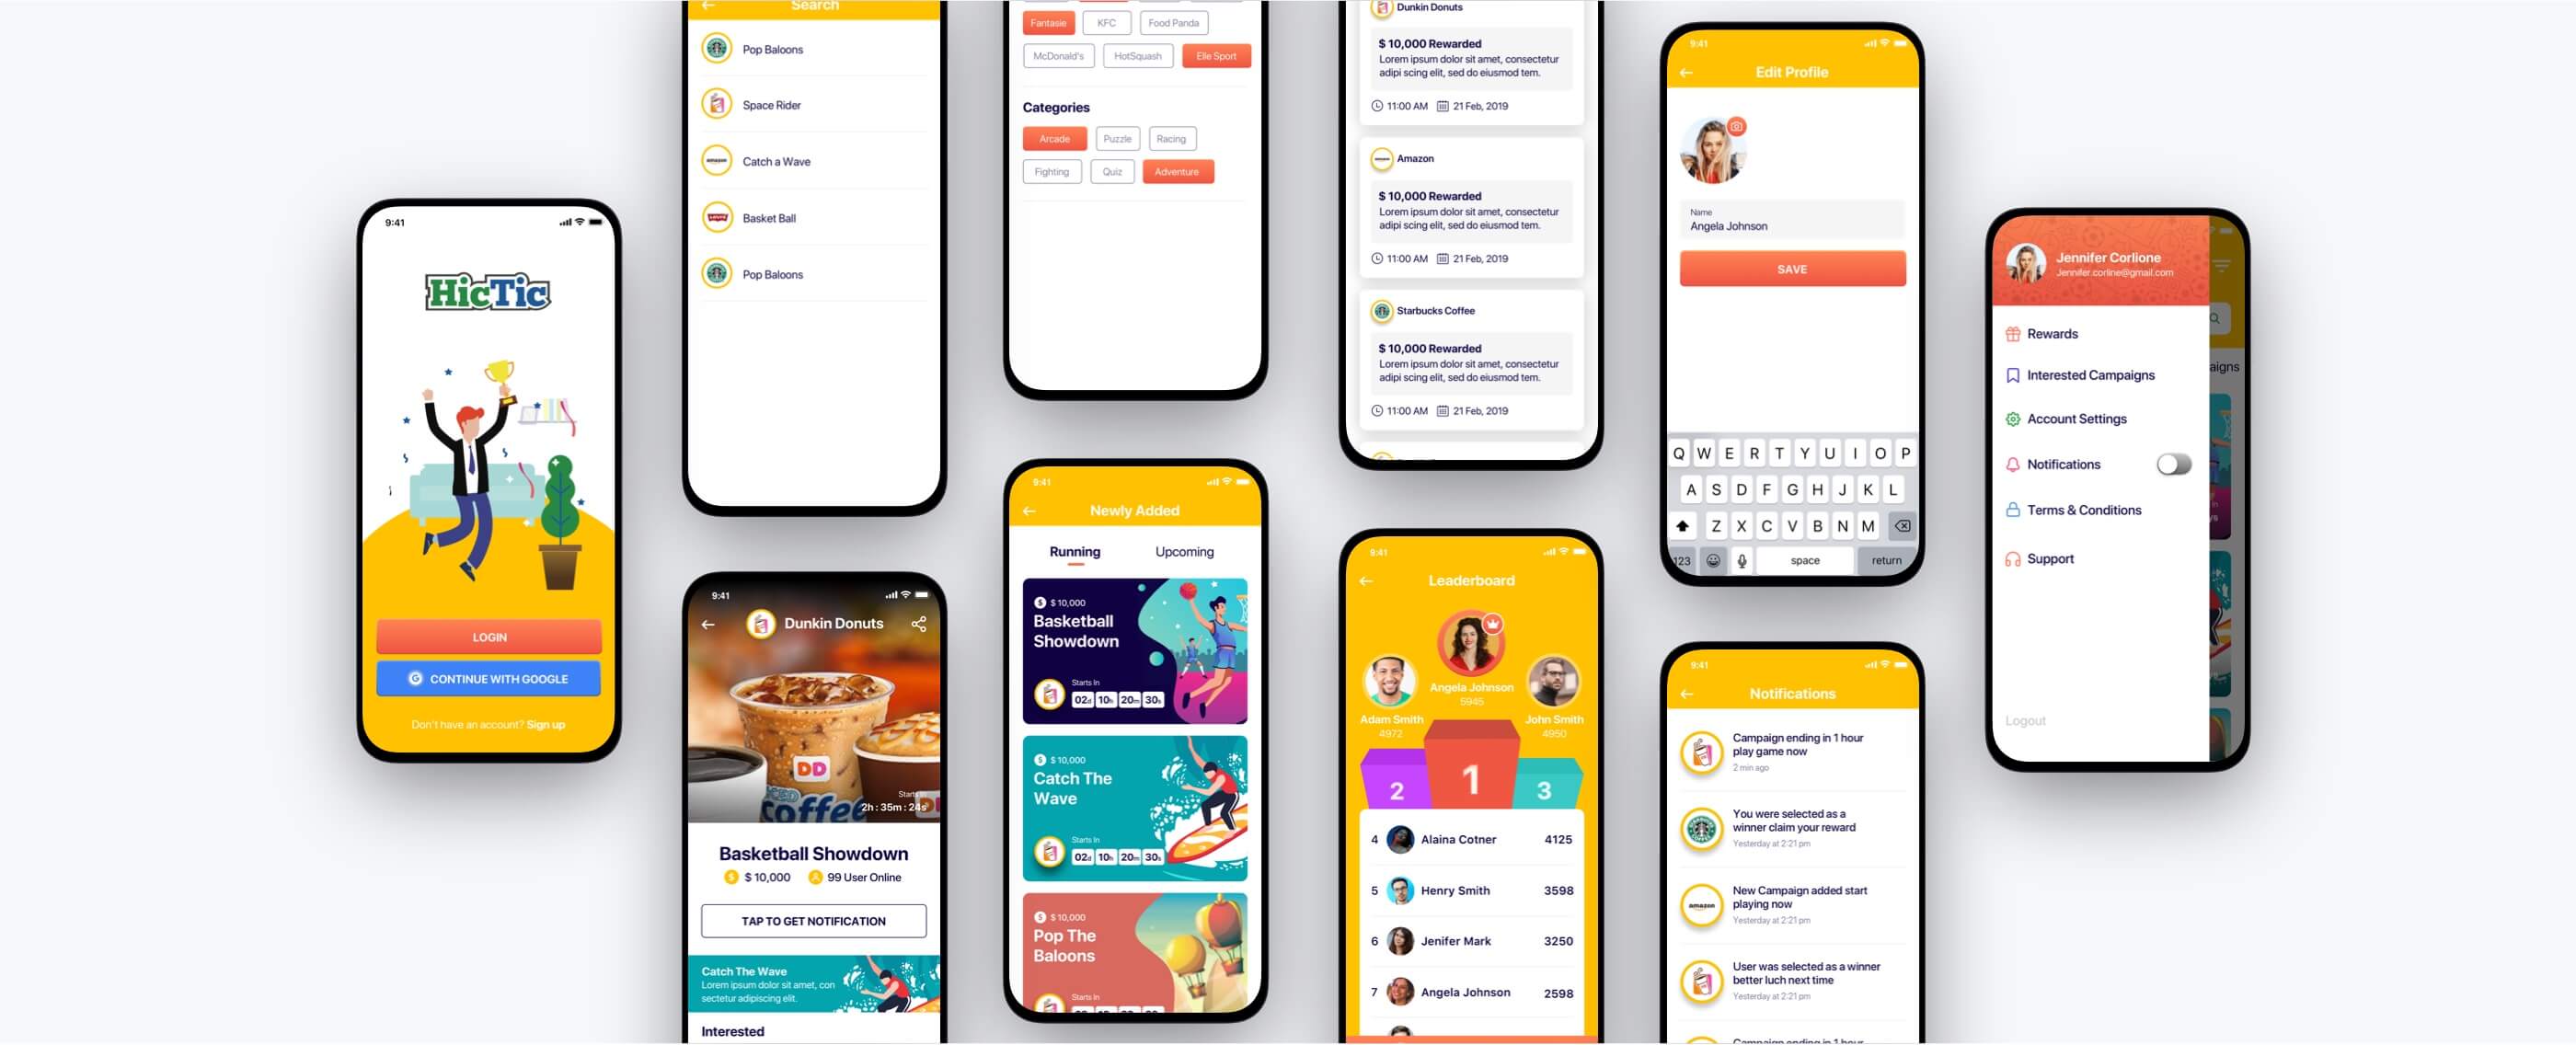 9:41
HicTic
LOGIN
G CONTINUE WITH GOOGLE
Don't have an account? Sign up
Search
Pop Baloons
Space Rider
amazon
Catch a Wave
Basket Ball
Pop Baloons
9:41
Dunkin Donuts
DD
ICED
coffee
Starts In
2h : 35m : 24s
Basketball Showdown
$ 10,000
99 User Online
TAP TO GET NOTIFICATION
Catch The Wave
Lorem ipsum dolor sit amet, con
sectetur adipiscing elit.
Interested
Fantasie
KFC
Food Panda
McDonald's
HotSquash
Elle Sport
Categories
Arcade
Puzzle
Racing
Fighting
Quiz
Adventure
9:41
Newly Added
Running
Upcoming
$ 10,000
Basketball
Showdown
Starts In
02d 10h 20m 30s
$ 10,000
Catch The
Wave
Starts In
02d 10h 20m 30s
$ 10,000
Pop The
Baloons
Starts In
Dunkin Donuts
$ 10,000 Rewarded
Lorem ipsum dolor sit amet, consectetur
adipi scing elit, sed do eiusmod tem.
11:00 AM 21 Feb, 2019
Amazon
$ 10,000 Rewarded
Lorem ipsum dolor sit amet, consectetur
adipi scing elit, sed do eiusmod tem.
11:00 AM 21 Feb, 2019
Starbucks Coffee
$ 10,000 Rewarded
Lorem ipsum dolor sit amet, consectetur
adipi scing elit, sed do eiusmod tem.
11:00 AM 21 Feb, 2019
9:41
Leaderboard
Angela Johnson
5945
Adam Smith
4972
John Smith
4950
2
1
3
4 Alaina Cotner 4125
5 Henry Smith 3598
6 Jenifer Mark 3250
7 Angela Johnson 2598
9:41
Edit Profile
Name
Angela Johnson
SAVE
Q W E R T Y U I O P
A S D F G H J K L
Z X C V B N M
123 space return
9:41
Notifications
Campaign ending in 1 hour
play game now
2 min ago
You were selected as a
winner claim your reward
Yesterday at 2:21 pm
amazon
New Campaign added start
playing now
Yesterday at 2:21 pm
User was selected as a winner
better luch next time
Yesterday at 2:21 pm
Campaign ending in 1 hour
Jennifer Corlione
Jennifer.corline@gmail.com
Rewards
Interested Campaigns
aigns
Account Settings
Notifications
Terms & Conditions
Support
Logout